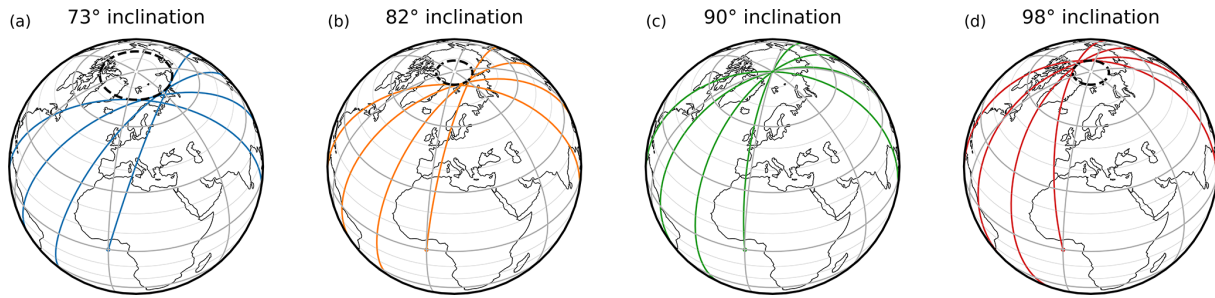 (a) 73° inclination
(b) 82° inclination
(c) 90° inclination
(d) 98° inclination